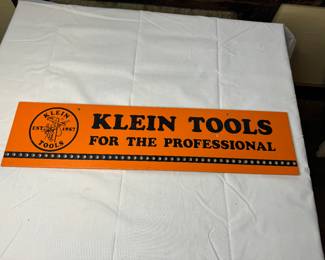 KLEIN
EST. 1857
TOOLS
KLEIN TOOLS
FOR THE PROFESSIONAL